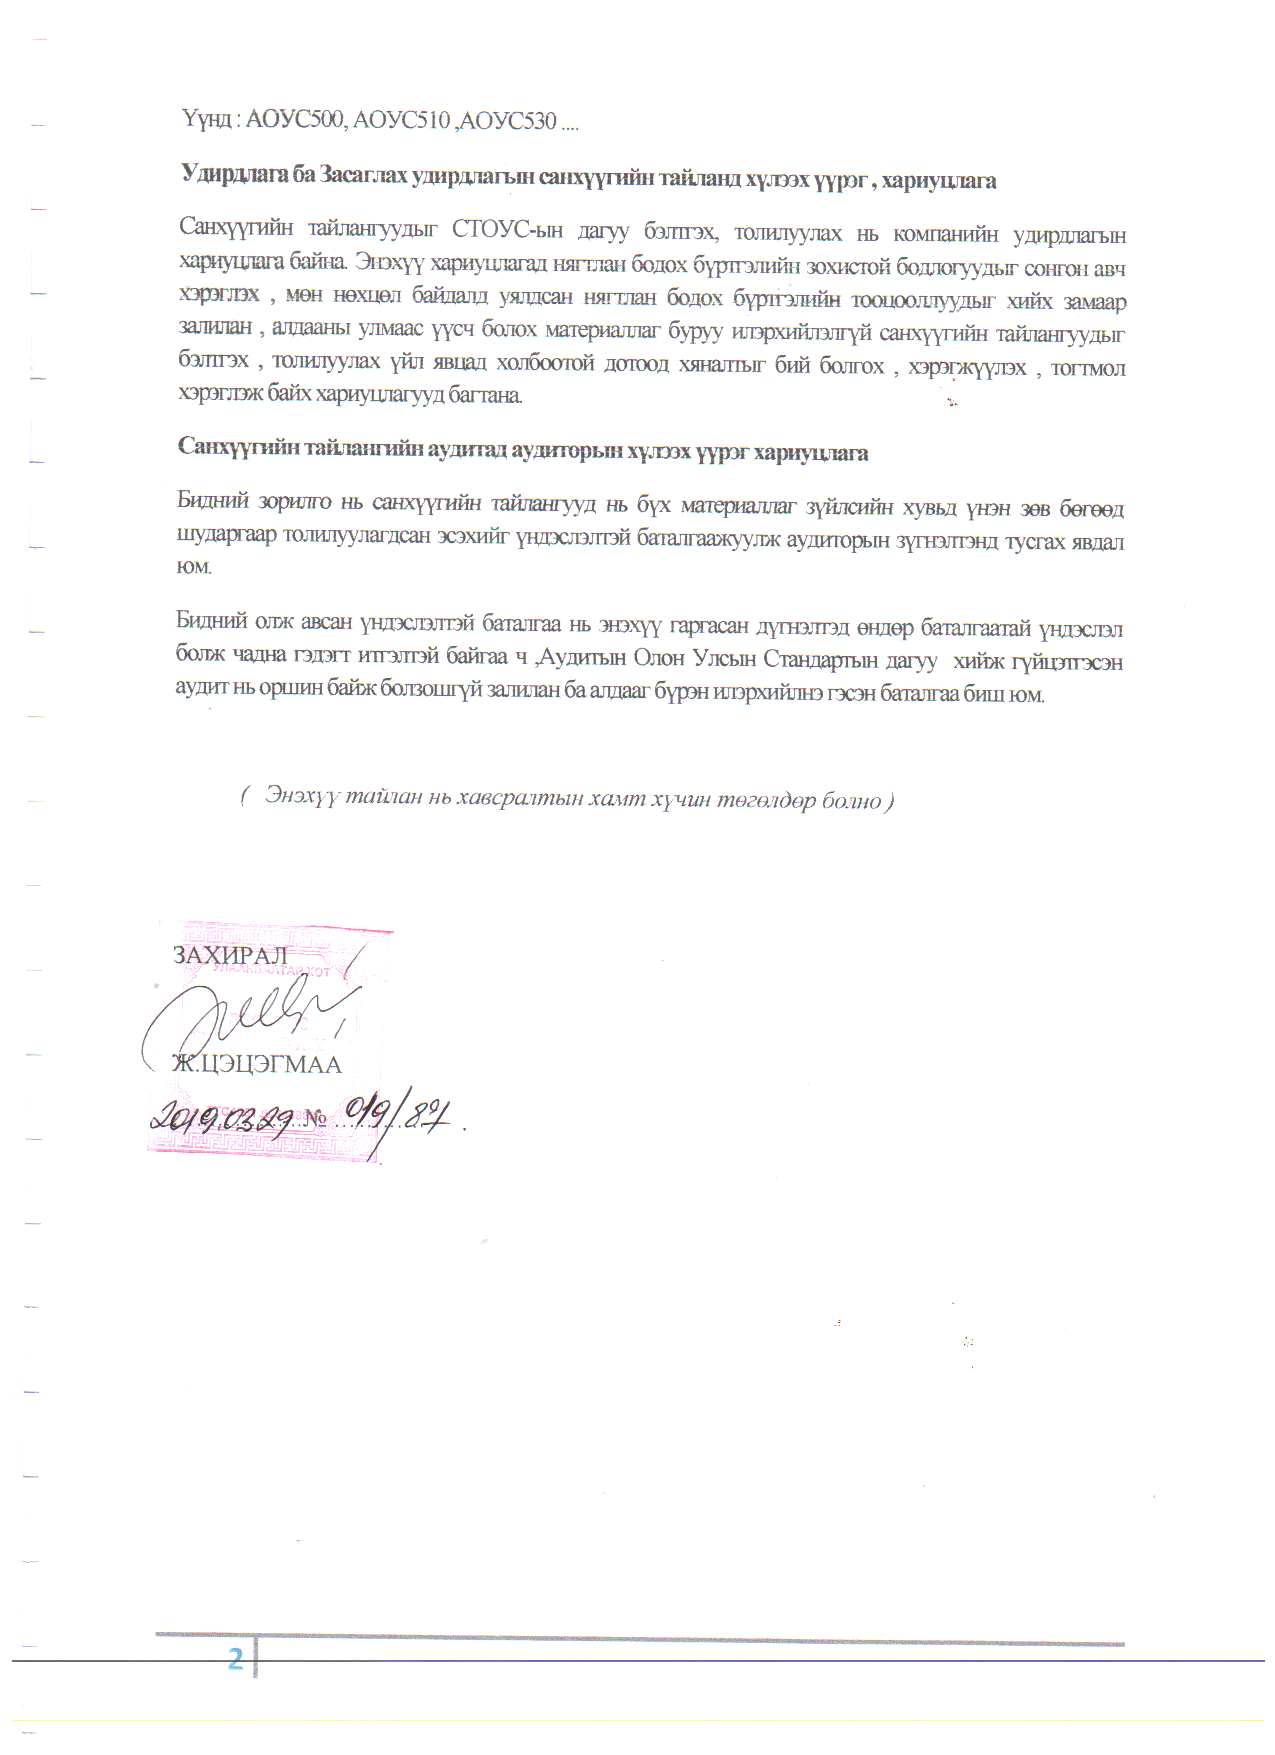 Үүнд : АОУС500, АОУС510 ,АОУС530 ....
Удирдлага ба Засаглах удирдлагын санхүүгийн тайланд хүлээх үүрэг , хариуцлага
Санхүүгийн тайлангуудыг СТОУС-ын дагуу бэлтгэх, толилуулах нь компанийн удирдлагын
хариуцлага байна. Энэхүү хариуцлагад нягтлан бодох бүртгэлийн зохистой бодлогуудыг сонгон авч
хэрэглэх , мөн нөхцөл байдалд уялдсан нягтлан бодох бүртгэлийн тооцооллуудыг хийх замаар
залилан , алдааны улмаас үүсч болох материаллаг буруу илэрхийлэлгүй санхүүгийн тайлангуудыг
бэлтгэх , толилуулах үйл явцад холбоотой дотоод хяналтыг бий болгох , хэрэгжүүлэх , тогтмол
хэрэглэж байх хариуцлагууд багтана.
Санхүүгийн тайлангийн аудитад аудиторын хүлээх үүрэг хариуцлага
Бидний зорилго нь санхүүгийн тайлангууд нь бүх материаллаг зүйлсийн хувьд үнэн зөв бөгөөд
шударгаар толилуулагдсан эсэхийг үндэслэлтэй баталгаажуулж аудиторын зүгнэлтэнд тусгах явдал
юм.
Бидний олж авсан үндэслэлтэй баталгаа нь энэхүү гаргасан дүгнэлтэд өндөр баталгаатай үндэслэл
болж чадна гэдэгт итгэлтэй байгаа ч ,Аудитын Олон Улсын Стандартын дагуу хийж гүйцэтгэсэн
аудит нь оршин байж болзошгүй залилан ба алдааг бүрэн илэрхийлнэ гэсэн баталгаа биш юм.
( Энэхүү тайлан нь хавсралтын хамт хүчин төгөлдөр болно )
ЗАХИРАЛ
УЛААНБААТАР ХОТ
Ж.ЦЭЦЭГМАА
2019.03.29 № 019/87 .
2